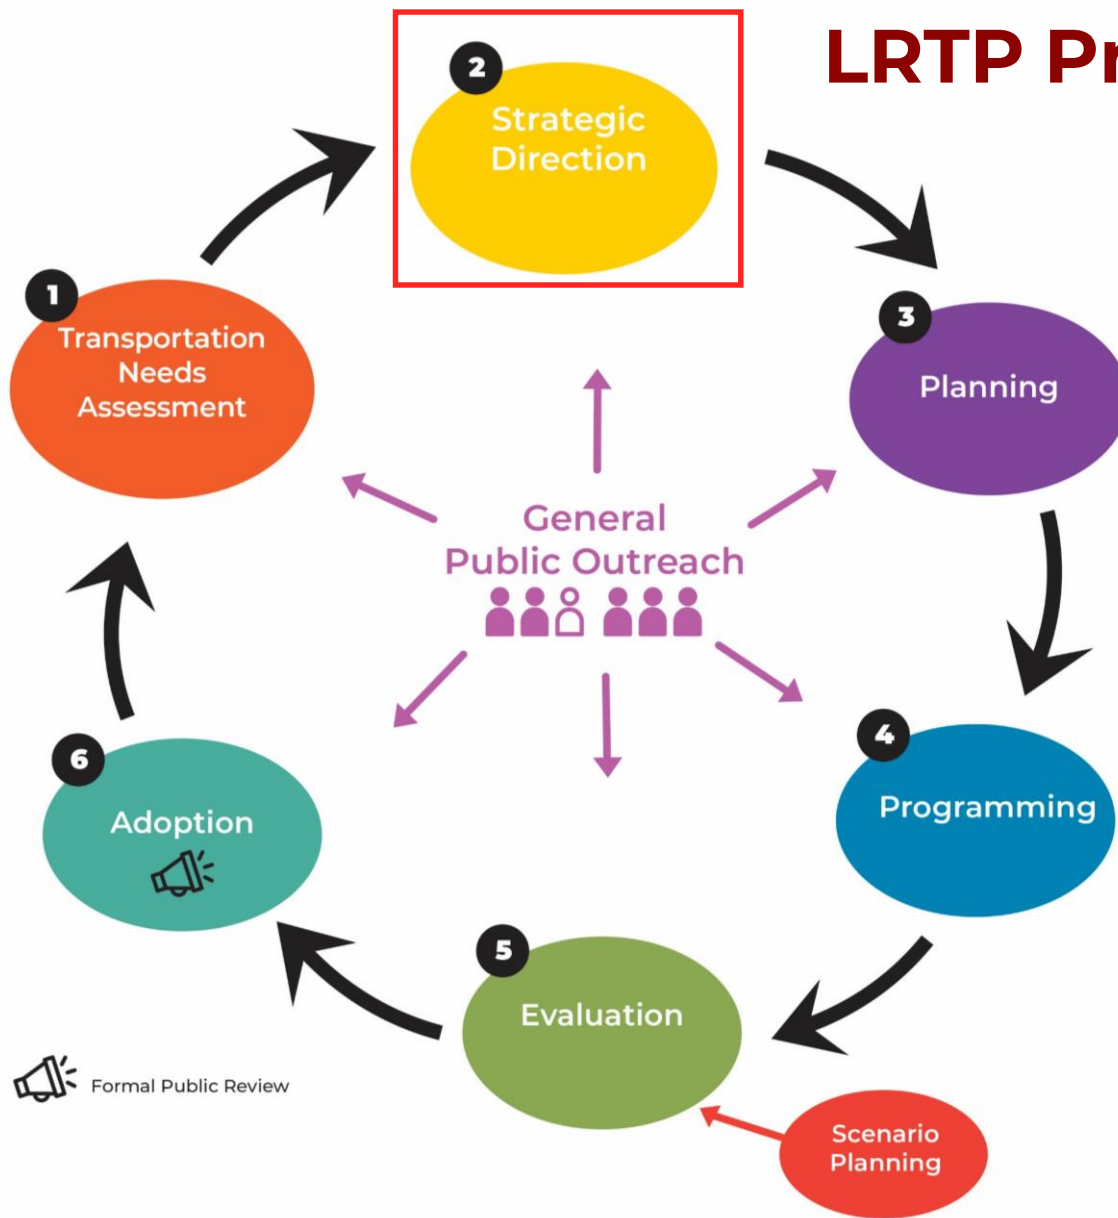 LRTP Pr
2
Strategic
Direction
1
Transportation
Needs
Assessment
3
Planning
General
Public Outreach
4
Programming
6
Adoption
5
Evaluation
Formal Public Review
Scenario
Planning